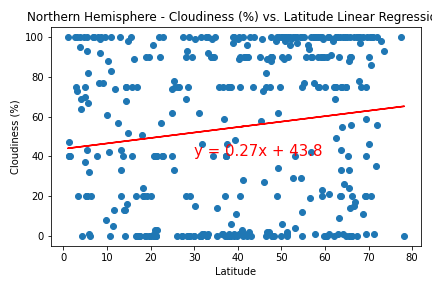 Northern Hemisphere - Cloudiness (%) vs. Latitude Linear Regressio
100
80
60
40
20
0
Cloudiness (%)
y = 0.27x + 43.8
0 10 20 30 40 50 60 70 80
Latitude